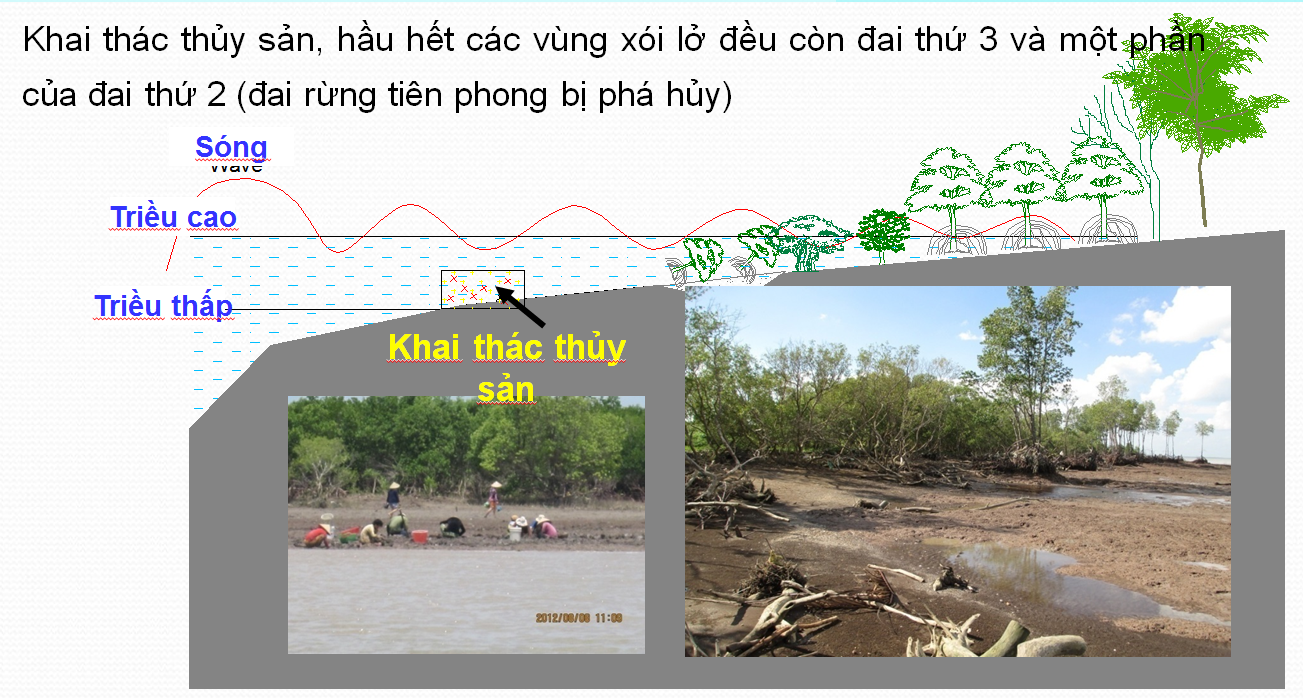 Khai thác thủy sản, hầu hết các vùng xói lở đều còn đai thứ 3 và một phần
của đai thứ 2 (đai rừng tiên phong bị phá hủy)
Sóng
Wave
Triều cao
Triều thấp
Khai thác thủy
sản
2012/08/08 11:09